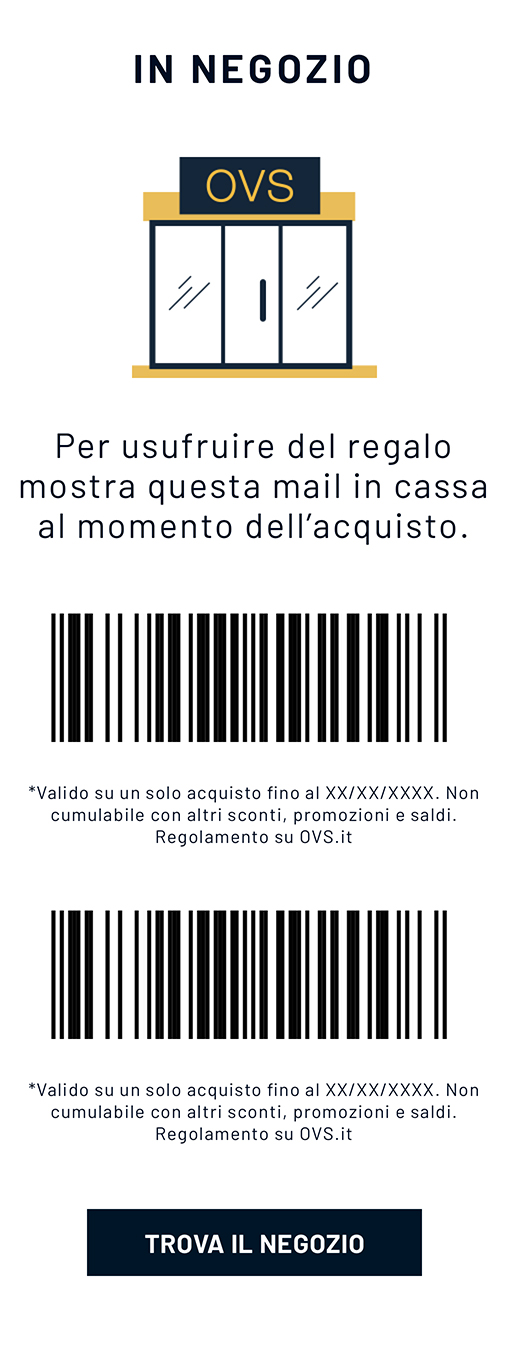 IN NEGOZIO
OVS
Per usufruire del regalo
mostra questa mail in cassa
al momento dell’acquisto.
*Valido su un solo acquisto fino al XX/XX/XXXX. Non
cumulabile con altri sconti, promozioni e saldi.
Regolamento su OVS.it
*Valido su un solo acquisto fino al XX/XX/XXXX. Non
cumulabile con altri sconti, promozioni e saldi.
Regolamento su OVS.it
TROVA IL NEGOZIO